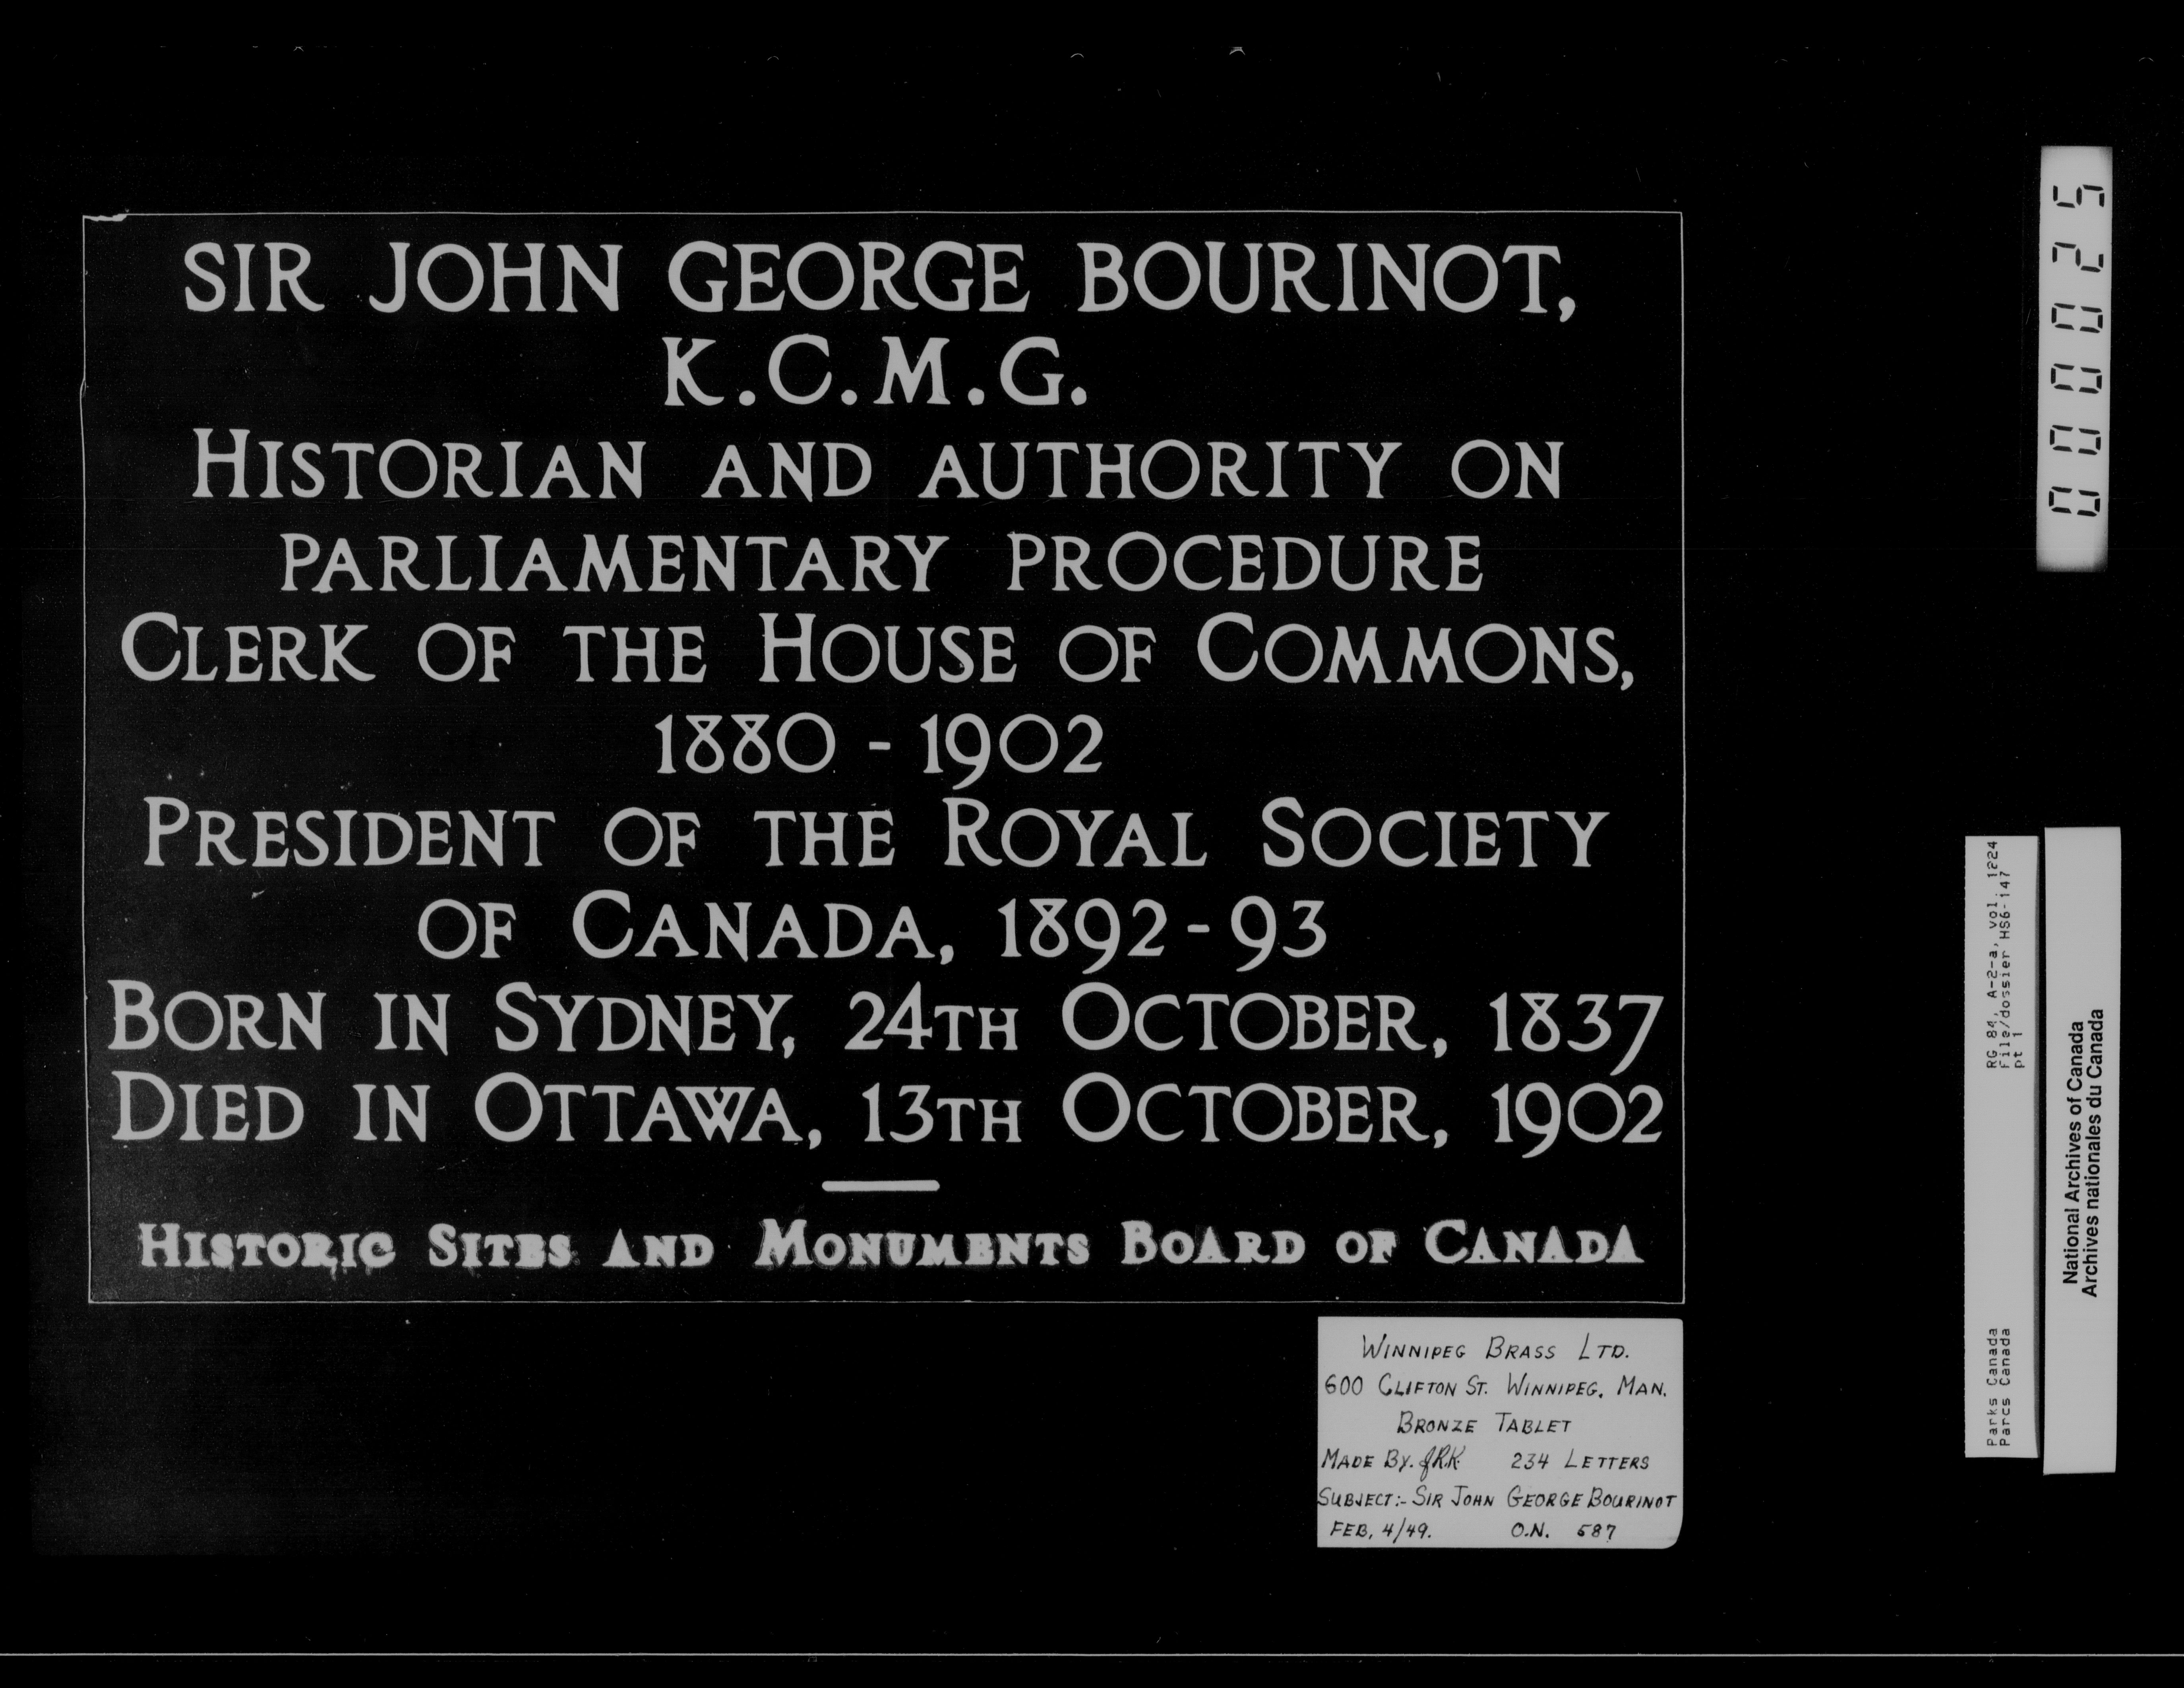 SIR JOHN GEORGE BOURINOT,
K.C.M.G.
HISTORIAN AND AUTHORITY ON
PARLIAMENTARY PROCEDURE
CLERK OF THE HOUSE OF COMMONS,
1880 - 1902
PRESIDENT OF THE ROYAL SOCIETY
OF CANADA, 1892-93
BORN IN SYDNEY, 24TH OCTOBER, 1837
DIED IN OTTAWA, 13TH OCTOBER, 1902
HISTORIC SITES AND MONUMENTS BOARD OF CANADA
WINNIPEG BRASS LTD.
600 CLIFTON ST. WINNIPEG, MAN.
BRONZE TABLET
MADE BY. JRK 234 LETTERS
SUBJECT:- SIR JOHN GEORGE BOURINOT
FEB, 4/49. O.N. 587
000025
RG 84, A-2-a, vol. 1224
file/dossier HS6-147
pt 1
Parks Canada
Parcs Canada
National Archives of Canada
Archives nationales du Canada